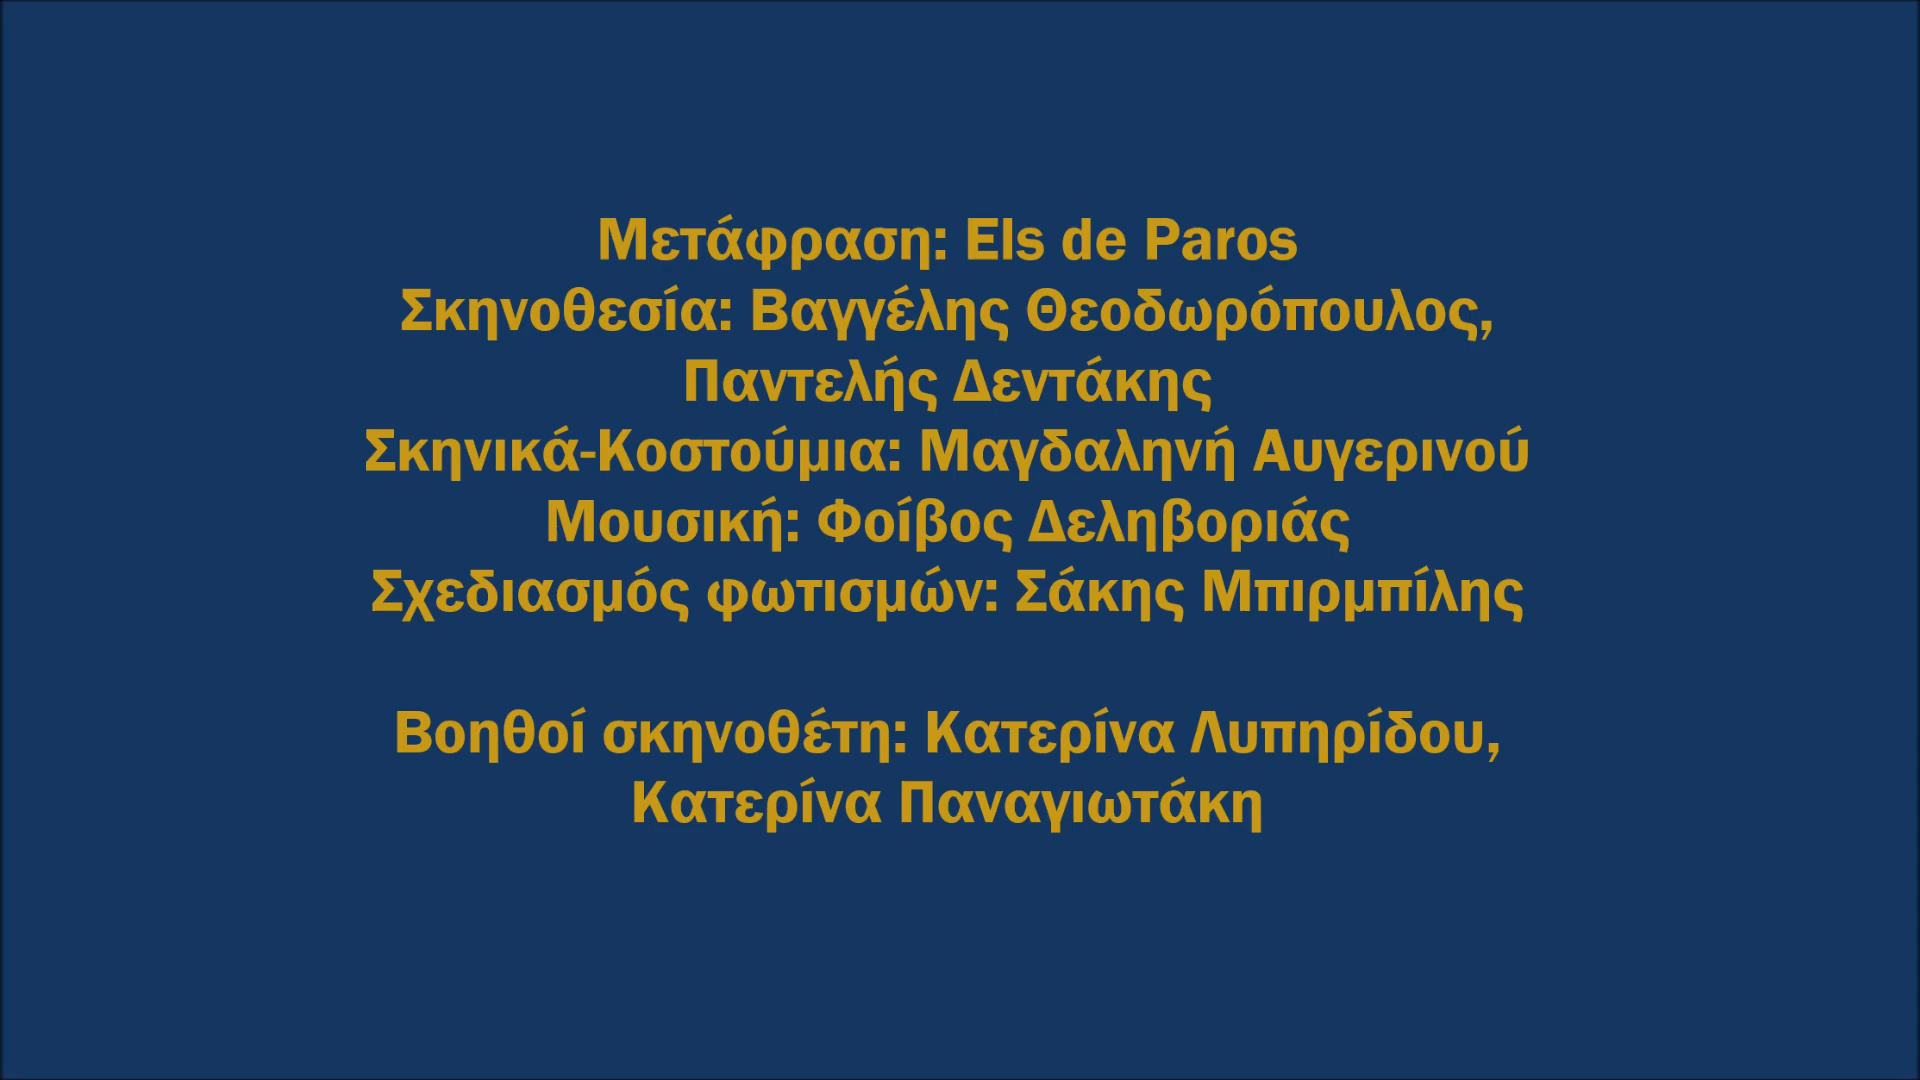 Μετάφραση: Els de Paros
Σκηνοθεσία: Βαγγέλης Θεοδωρόπουλος,
Παντελής Δεντάκης
Σκηνικά-Κοστούμια: Μαγδαληνή Αυγερινού
Μουσική: Φοίβος Δεληβοριάς
Σχεδιασμός φωτισμών: Σάκης Μπιρμπίλης
Βοηθοί σκηνοθέτη: Κατερίνα Λυπηρίδου,
Κατερίνα Παναγιωτάκη